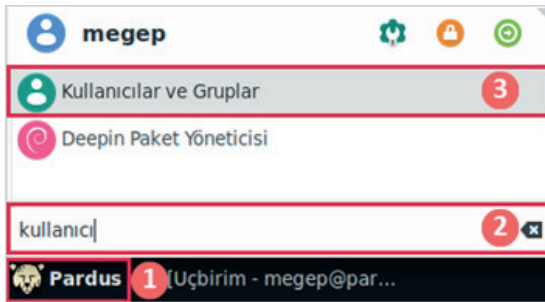 megep
Kullanıcılar ve Gruplar 3
Deepin Paket Yöneticisi
kullanıcı 2
Pardus 1 [Uçbirim - megep@par...